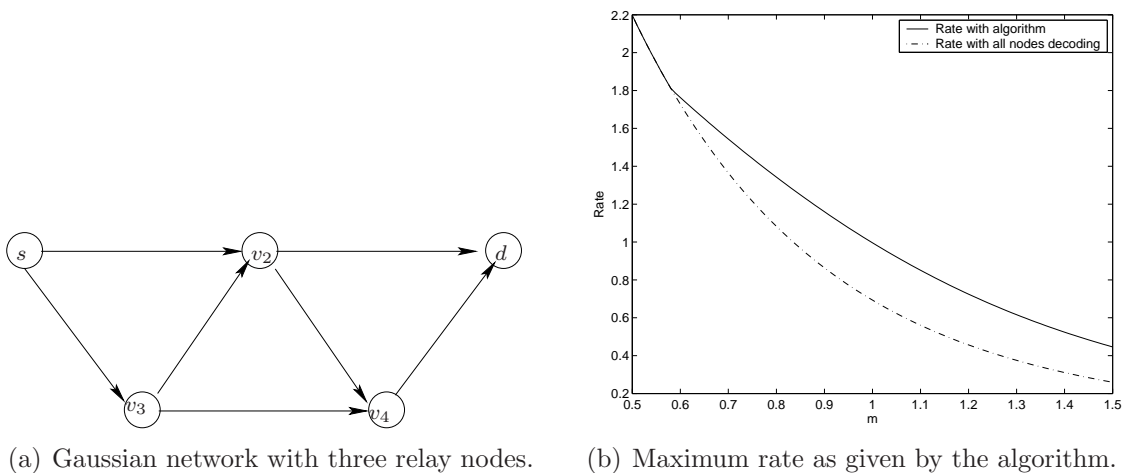 s
v2
d
v3
v4
(a) Gaussian network with three relay nodes.
2.2
2
1.8
1.6
1.4
1.2
1
0.8
0.6
0.4
0.2
Rate
Rate with algorithm
Rate with all nodes decoding
0.5 0.6 0.7 0.8 0.9 1 1.1 1.2 1.3 1.4 1.5
m
(b) Maximum rate as given by the algorithm.